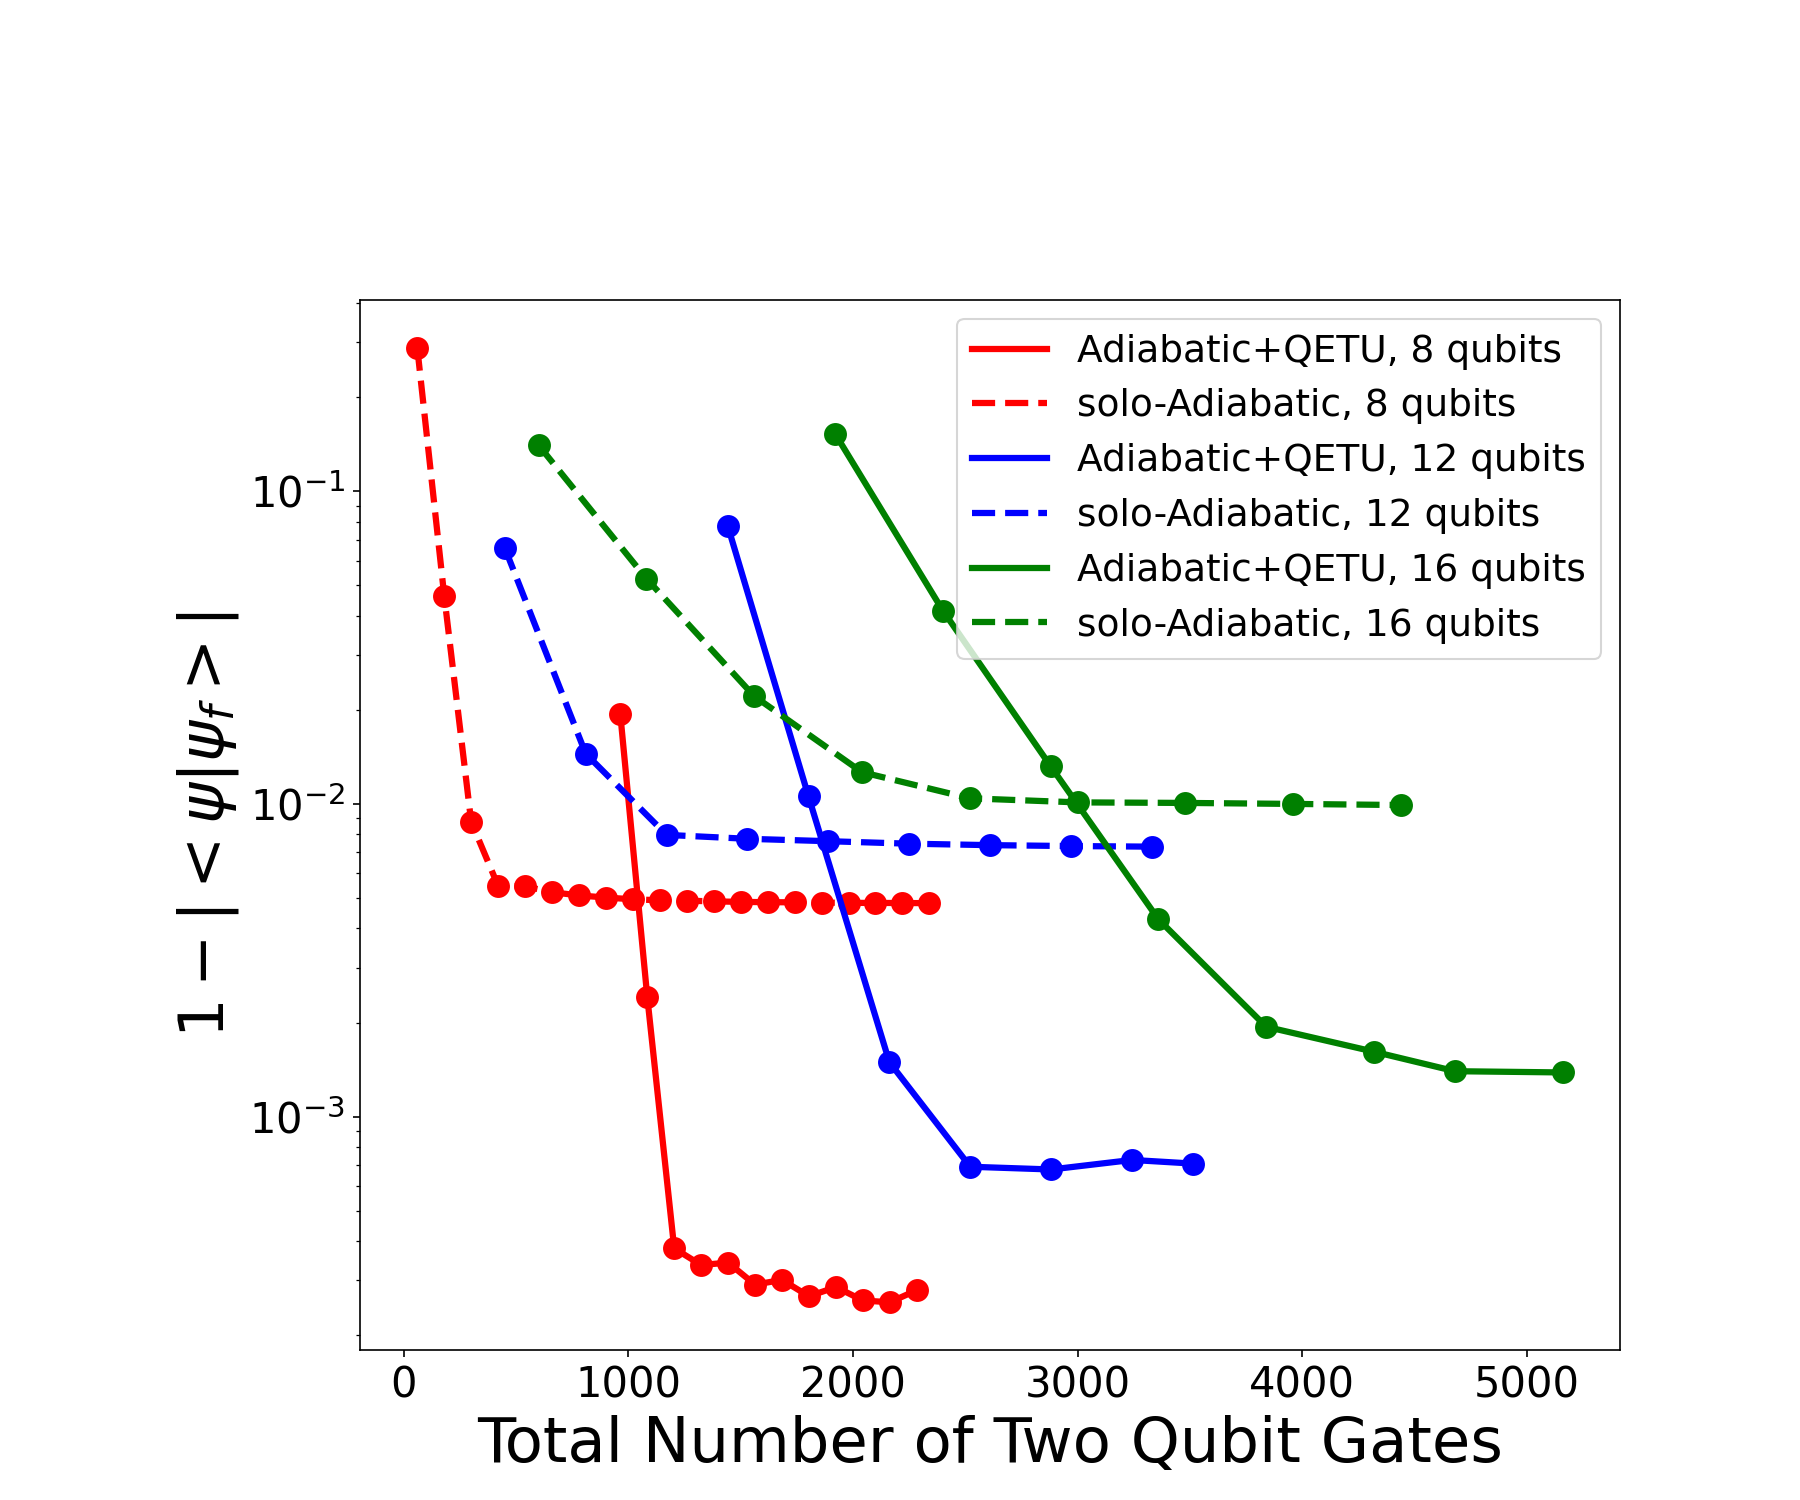 Adiabatic+QETU, 8 qubits
solo-Adiabatic, 8 qubits
Adiabatic+QETU, 12 qubits
solo-Adiabatic, 12 qubits
Adiabatic+QETU, 16 qubits
solo-Adiabatic, 16 qubits
10⁻¹
10⁻²
10⁻³
1 − | < ψ|ψ_f > |
0 1000 2000 3000 4000 5000
Total Number of Two Qubit Gates